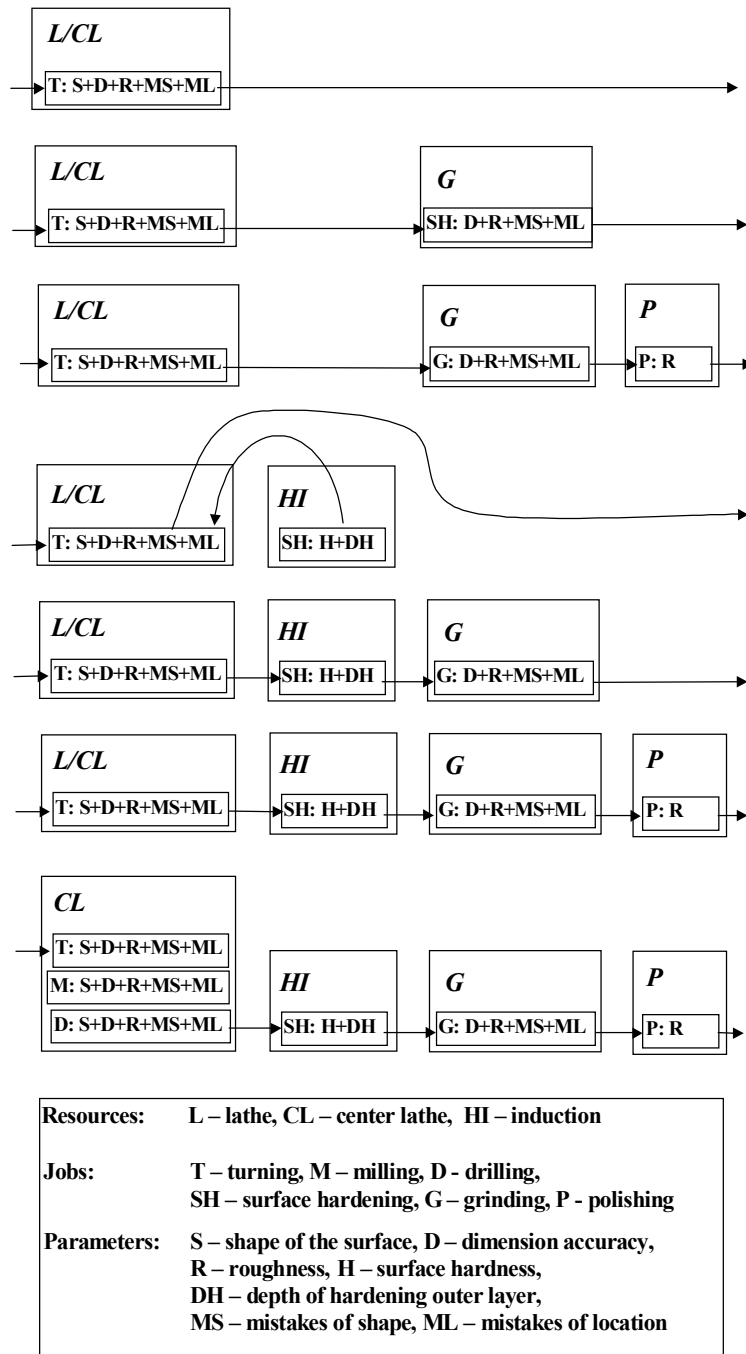 L/CL
T: S+D+R+MS+ML
L/CL G
T: S+D+R+MS+ML SH: D+R+MS+ML
L/CL G P
T: S+D+R+MS+ML G: D+R+MS+ML P: R
L/CL HI
T: S+D+R+MS+ML SH: H+DH
L/CL HI G
T: S+D+R+MS+ML SH: H+DH G: D+R+MS+ML
L/CL HI G P
T: S+D+R+MS+ML SH: H+DH G: D+R+MS+ML P: R
CL
T: S+D+R+MS+ML
M: S+D+R+MS+ML HI G P
D: S+D+R+MS+ML SH: H+DH G: D+R+MS+ML P: R
Resources: L – lathe, CL – center lathe, HI – induction
Jobs: T – turning, M – milling, D - drilling,
SH – surface hardening, G – grinding, P - polishing
Parameters: S – shape of the surface, D – dimension accuracy,
R – roughness, H – surface hardness,
DH – depth of hardening outer layer,
MS – mistakes of shape, ML – mistakes of location